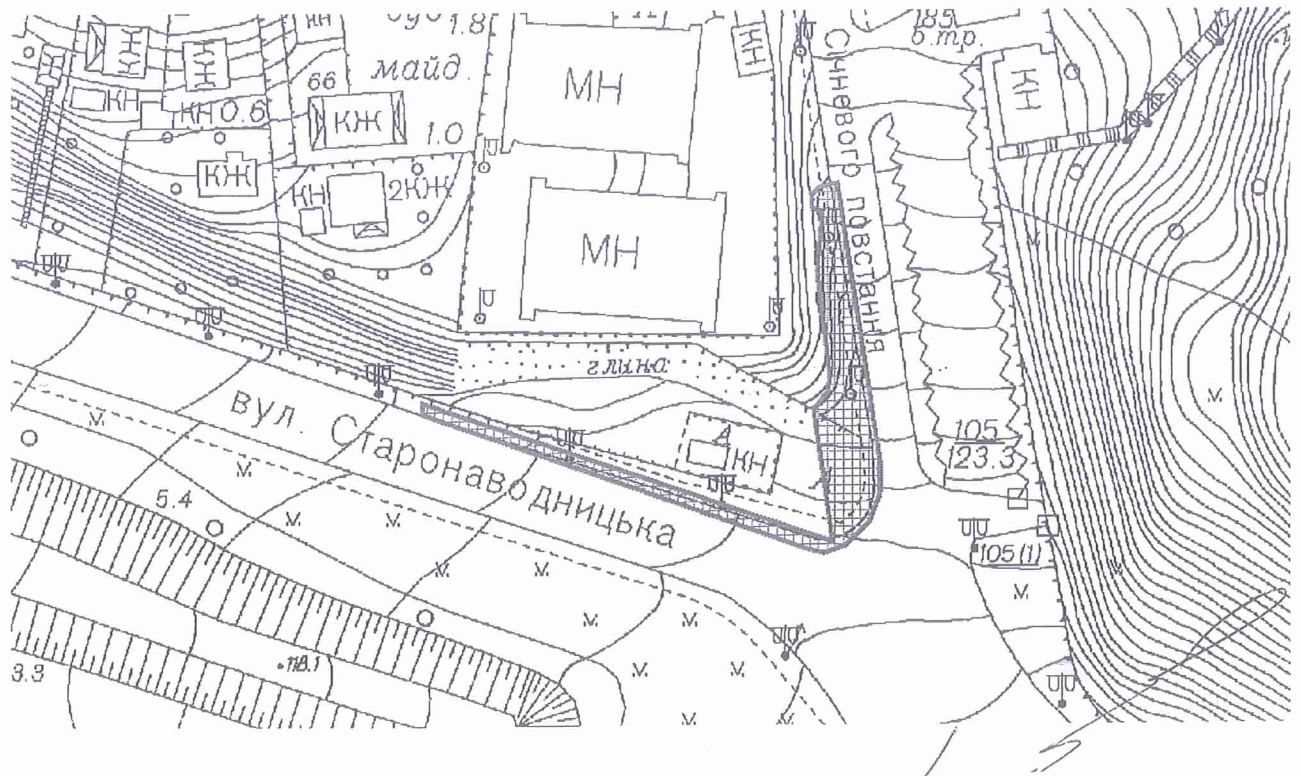 1.8
КЖ
КЖ
КН
КН
КН
0.6
66
майд.
КЖ
1.0
КЖ
КН
2КЖ
МН
МН
КН
185
б.тр.
КН
Січневого повстання
глина
КН
вул. Старонаводницька
105
123.3
105(1)
5.4
118.1
3.3